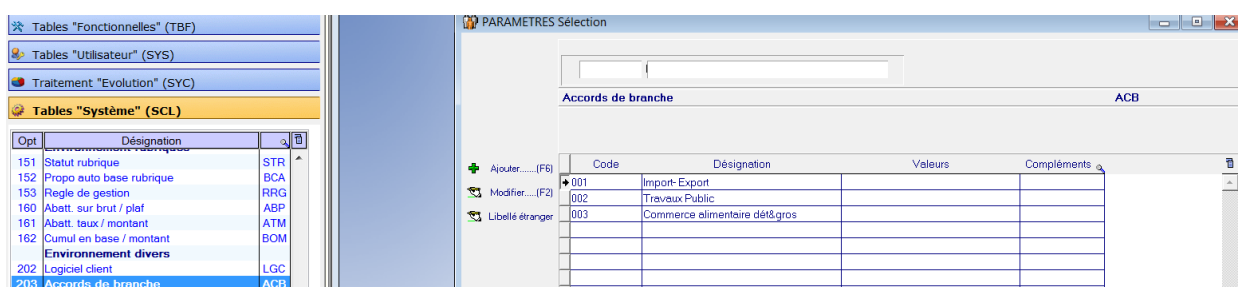 Tables "Fonctionnelles" (TBF)
Tables "Utilisateur" (SYS)
Traitement "Evolution" (SYC)
Tables "Système" (SCL)
Opt Désignation
Environnement rubriques
151 Statut rubrique STR
152 Propo auto base rubrique BCA
153 Regle de gestion RRG
160 Abatt. sur brut / plaf ABP
161 Abatt. taux / montant ATM
162 Cumul en base / montant BOM
Environnement divers
202 Logiciel client LGC
203 Accords de branche ACB
PARAMETRES Sélection
Accords de branche ACB
Ajouter.......(F6)
Modifier.....(F2)
Libellé étranger
Code Désignation Valeurs Compléments
001 Import- Export
002 Travaux Public
003 Commerce alimentaire dét&gros